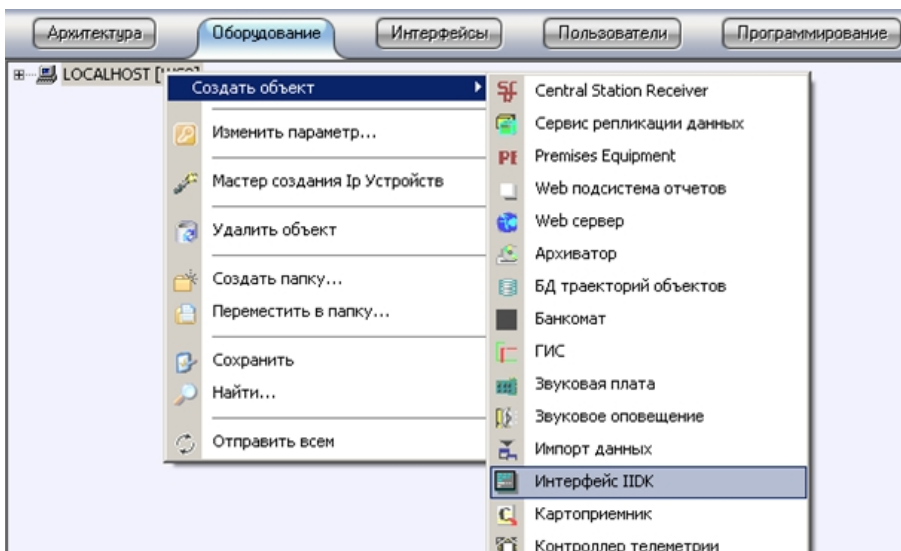 Архитектура Оборудование Интерфейсы Пользователи Программирование
LOCALHOST
Создать объект
Изменить параметр...
Мастер создания Ip Устройств
Удалить объект
Создать папку...
Переместить в папку...
Сохранить
Найти...
Отправить всем
Central Station Receiver
Сервис репликации данных
PE Premises Equipment
Web подсистема отчетов
Web сервер
Архиватор
БД траекторий объектов
Банкомат
ГИС
Звуковая плата
Звуковое оповещение
Импорт данных
Интерфейс IIDK
Картоприемник
Контроллер телеметрии